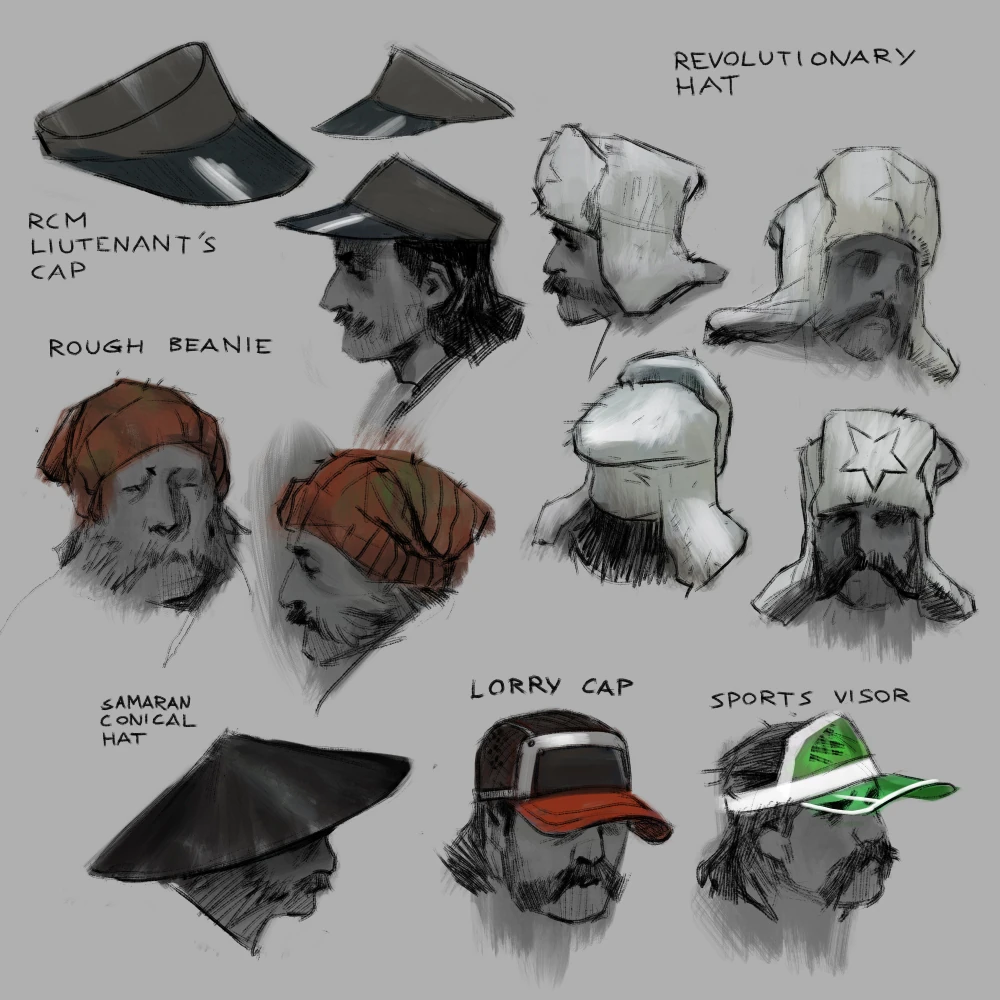 REVOLUTIONARY
HAT
RCM
LIUTENANT'S
CAP
ROUGH BEANIE
SAMARAN
CONICAL
HAT
LORRY CAP
SPORTS VISOR